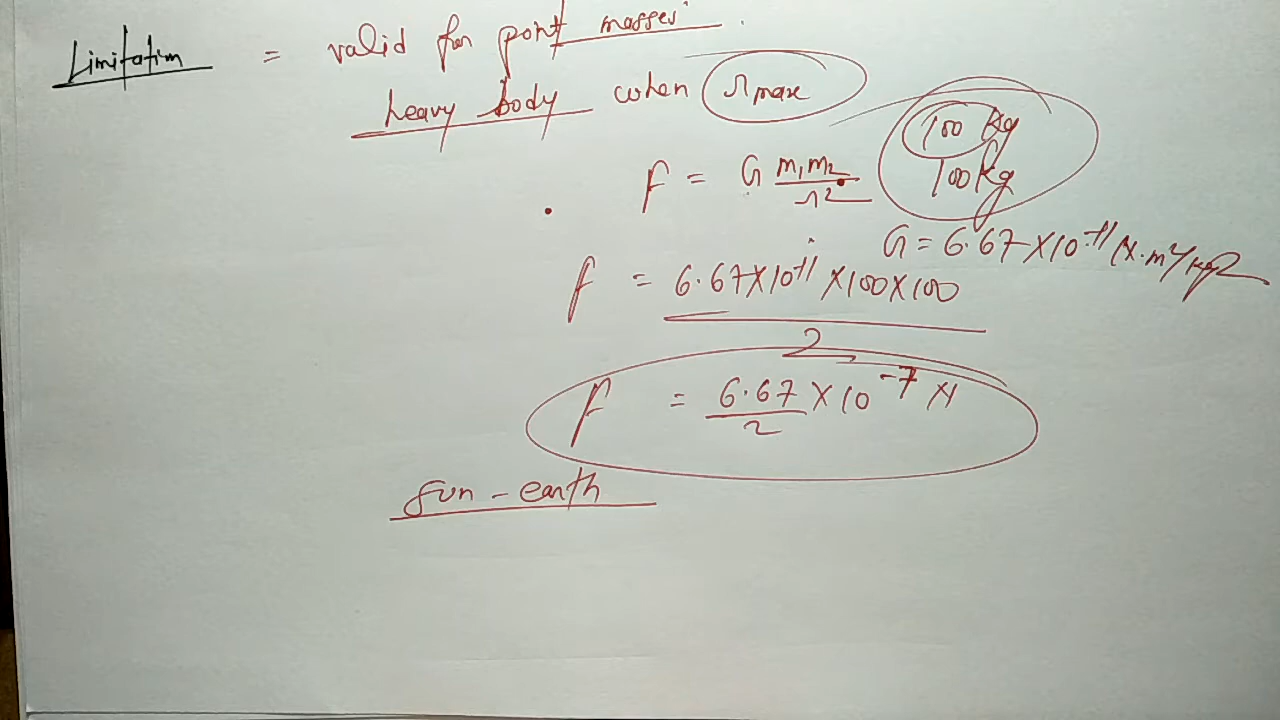 Limitation = valid for point masses.
heavy body when r max
100 kg
F = G m1m2 / r2 100 kg
G = 6.67 × 10-11 N.m2/kg2
F = 6.67×10-11 ×100×100 / 2
F = 6.67 / 2 × 10-7 N
sun - earth